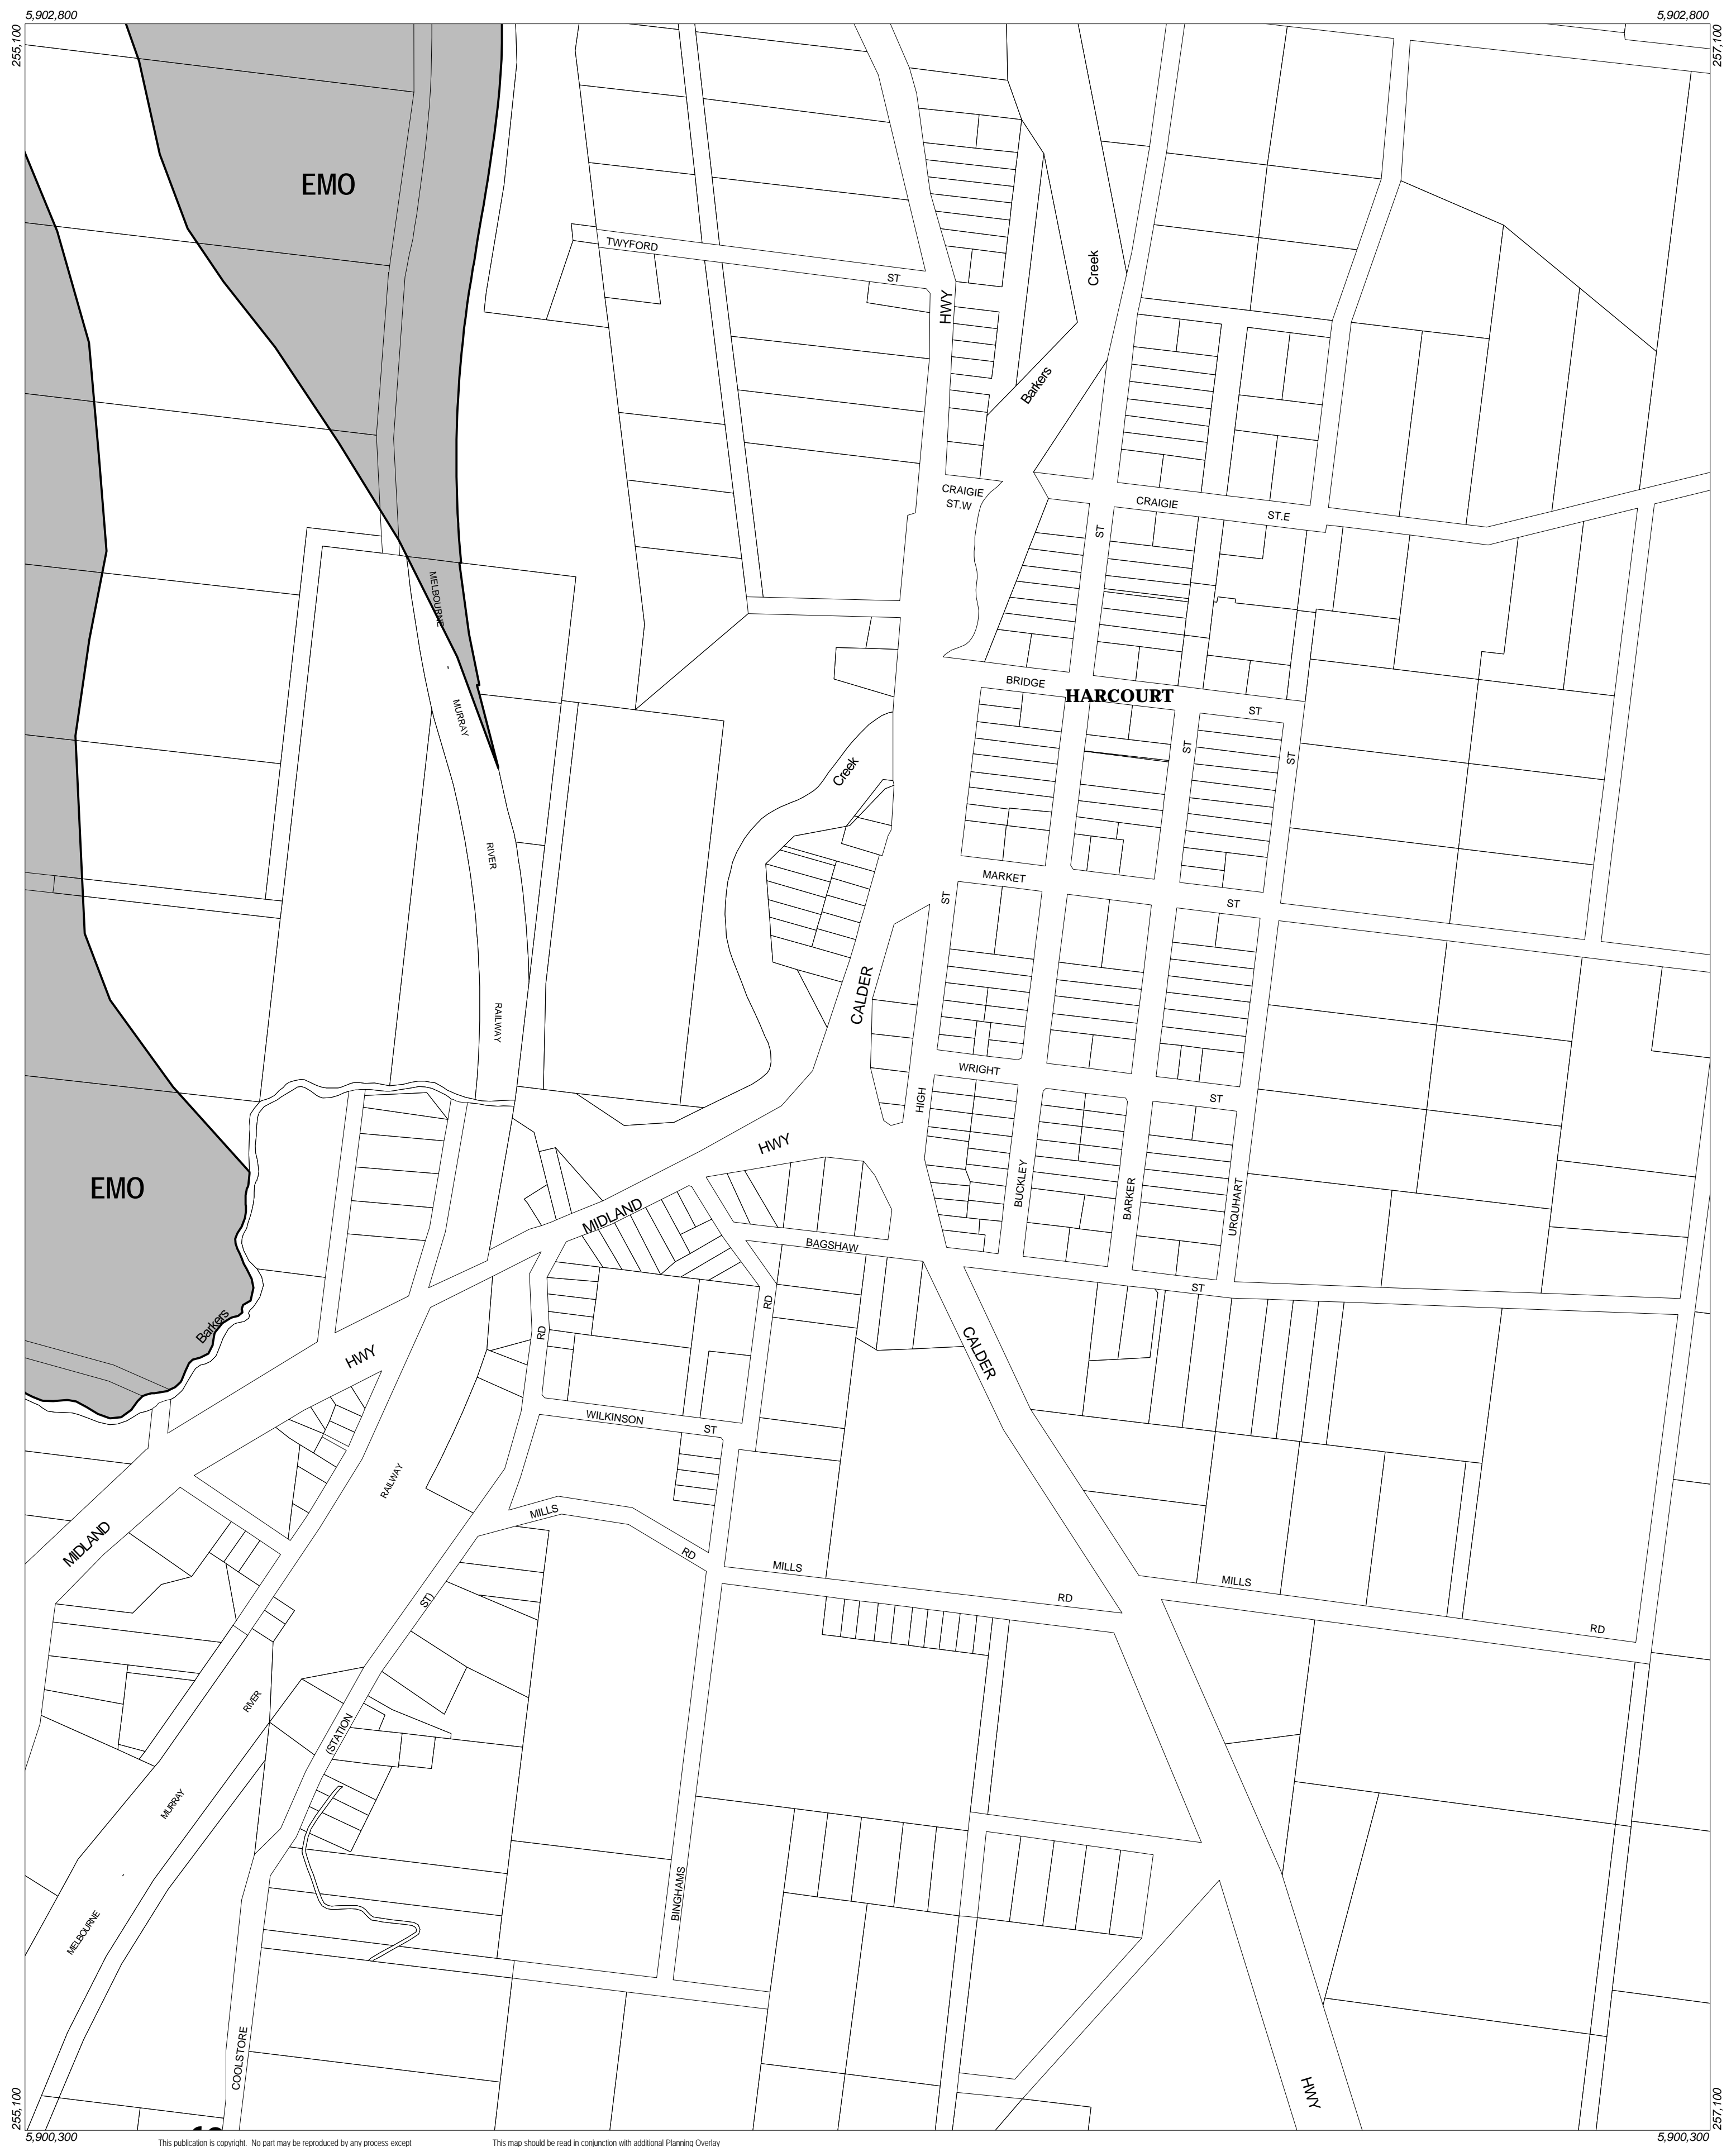 5,902,800
5,902,800
255,100
257,100
EMO
TWYFORD
ST
HWY
Creek
Barkers
CRAIGIE
ST.W
CRAIGIE
ST.E
ST
MELBOURNE
MURRAY
RIVER
RAILWAY
BRIDGE
HARCOURT
ST
ST
ST
Creek
MARKET
ST
ST
CALDER
WRIGHT
ST
HIGH
HWY
EMO
BUCKLEY
BARKER
URQUHART
MIDLAND
BAGSHAW
ST
RD
RD
Barkers
HWY
CALDER
WILKINSON
ST
RAILWAY
MILLS
RD
MIDLAND
MILLS
RD
MILLS
RD
ST)
RIVER
(STATION
MURRAY
BINGHAMS
MELBOURNE
COOLSTORE
HWY
255,100
257,100
5,900,300
5,900,300
This publication is copyright. No part may be reproduced by any process except
This map should be read in conjunction with additional Planning Overlay